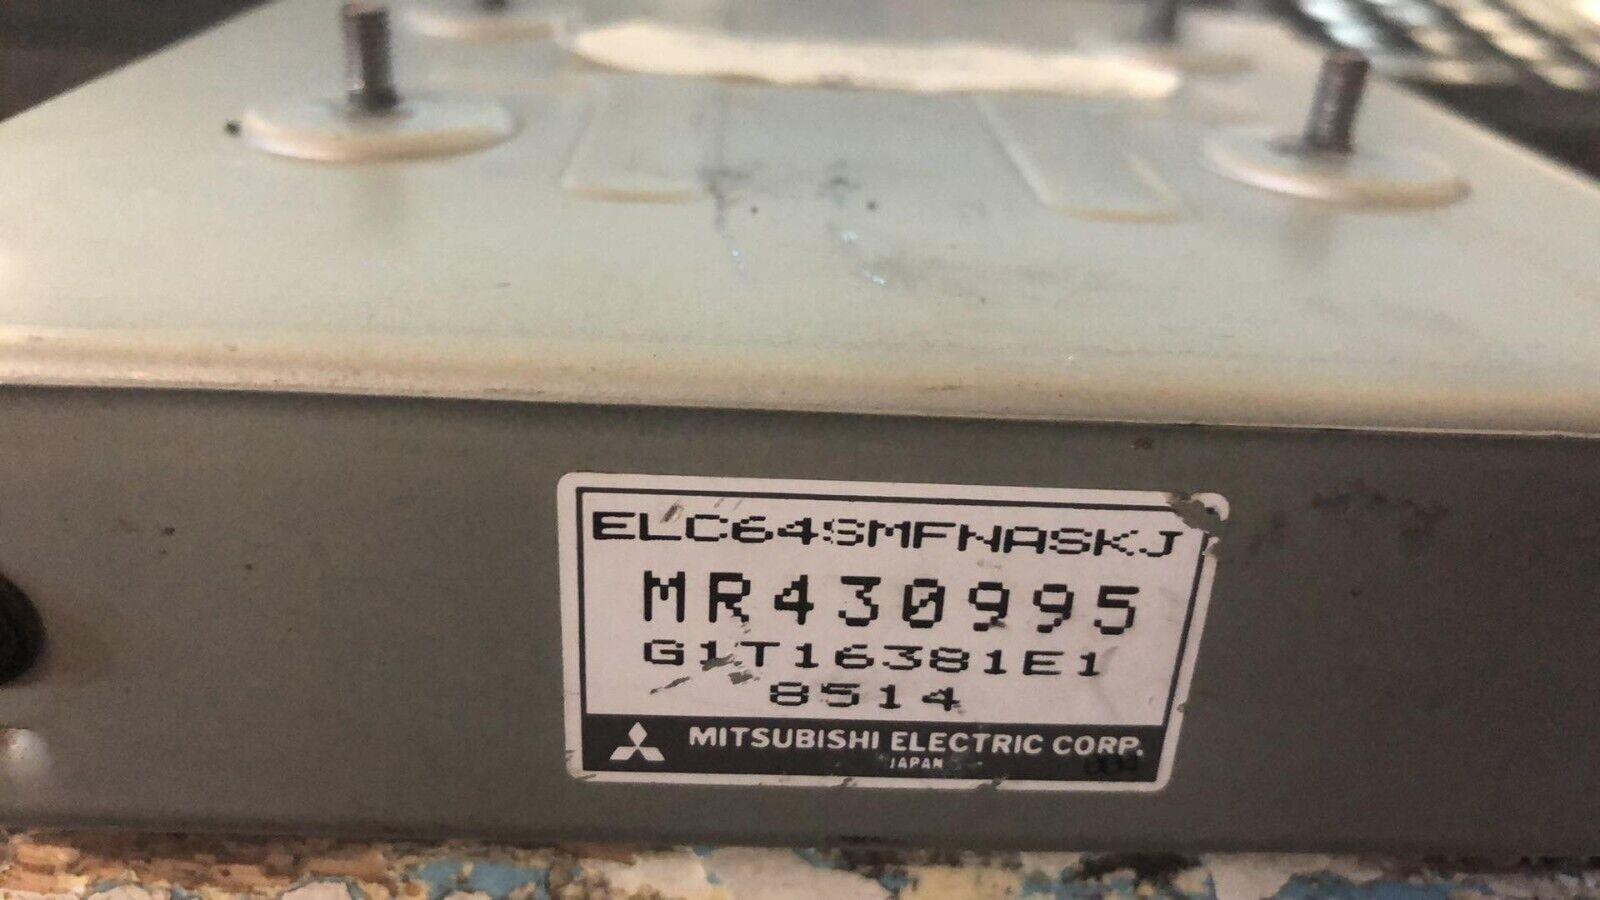 ELC64SMFNASKJ
MR430995
G1T16381E1
8514
MITSUBISHI ELECTRIC CORP.
JAPAN